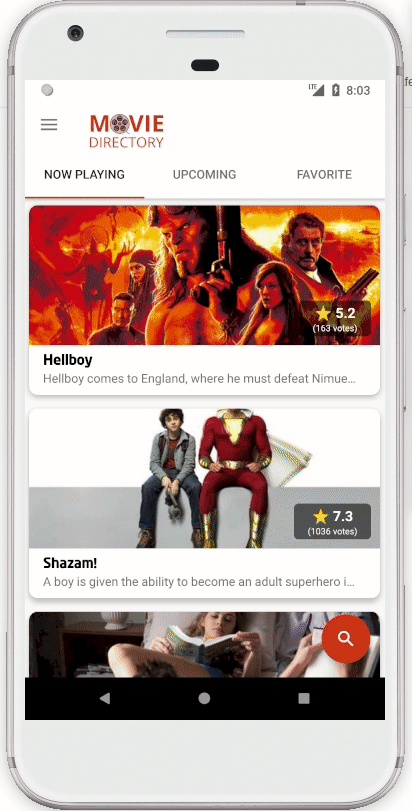 LTE 8:03
MOVIE
DIRECTORY
NOW PLAYING UPCOMING FAVORITE
5.2
(163 votes)
Hellboy
Hellboy comes to England, where he must defeat Nimue...
7.3
(1036 votes)
Shazam!
A boy is given the ability to become an adult superhero i...